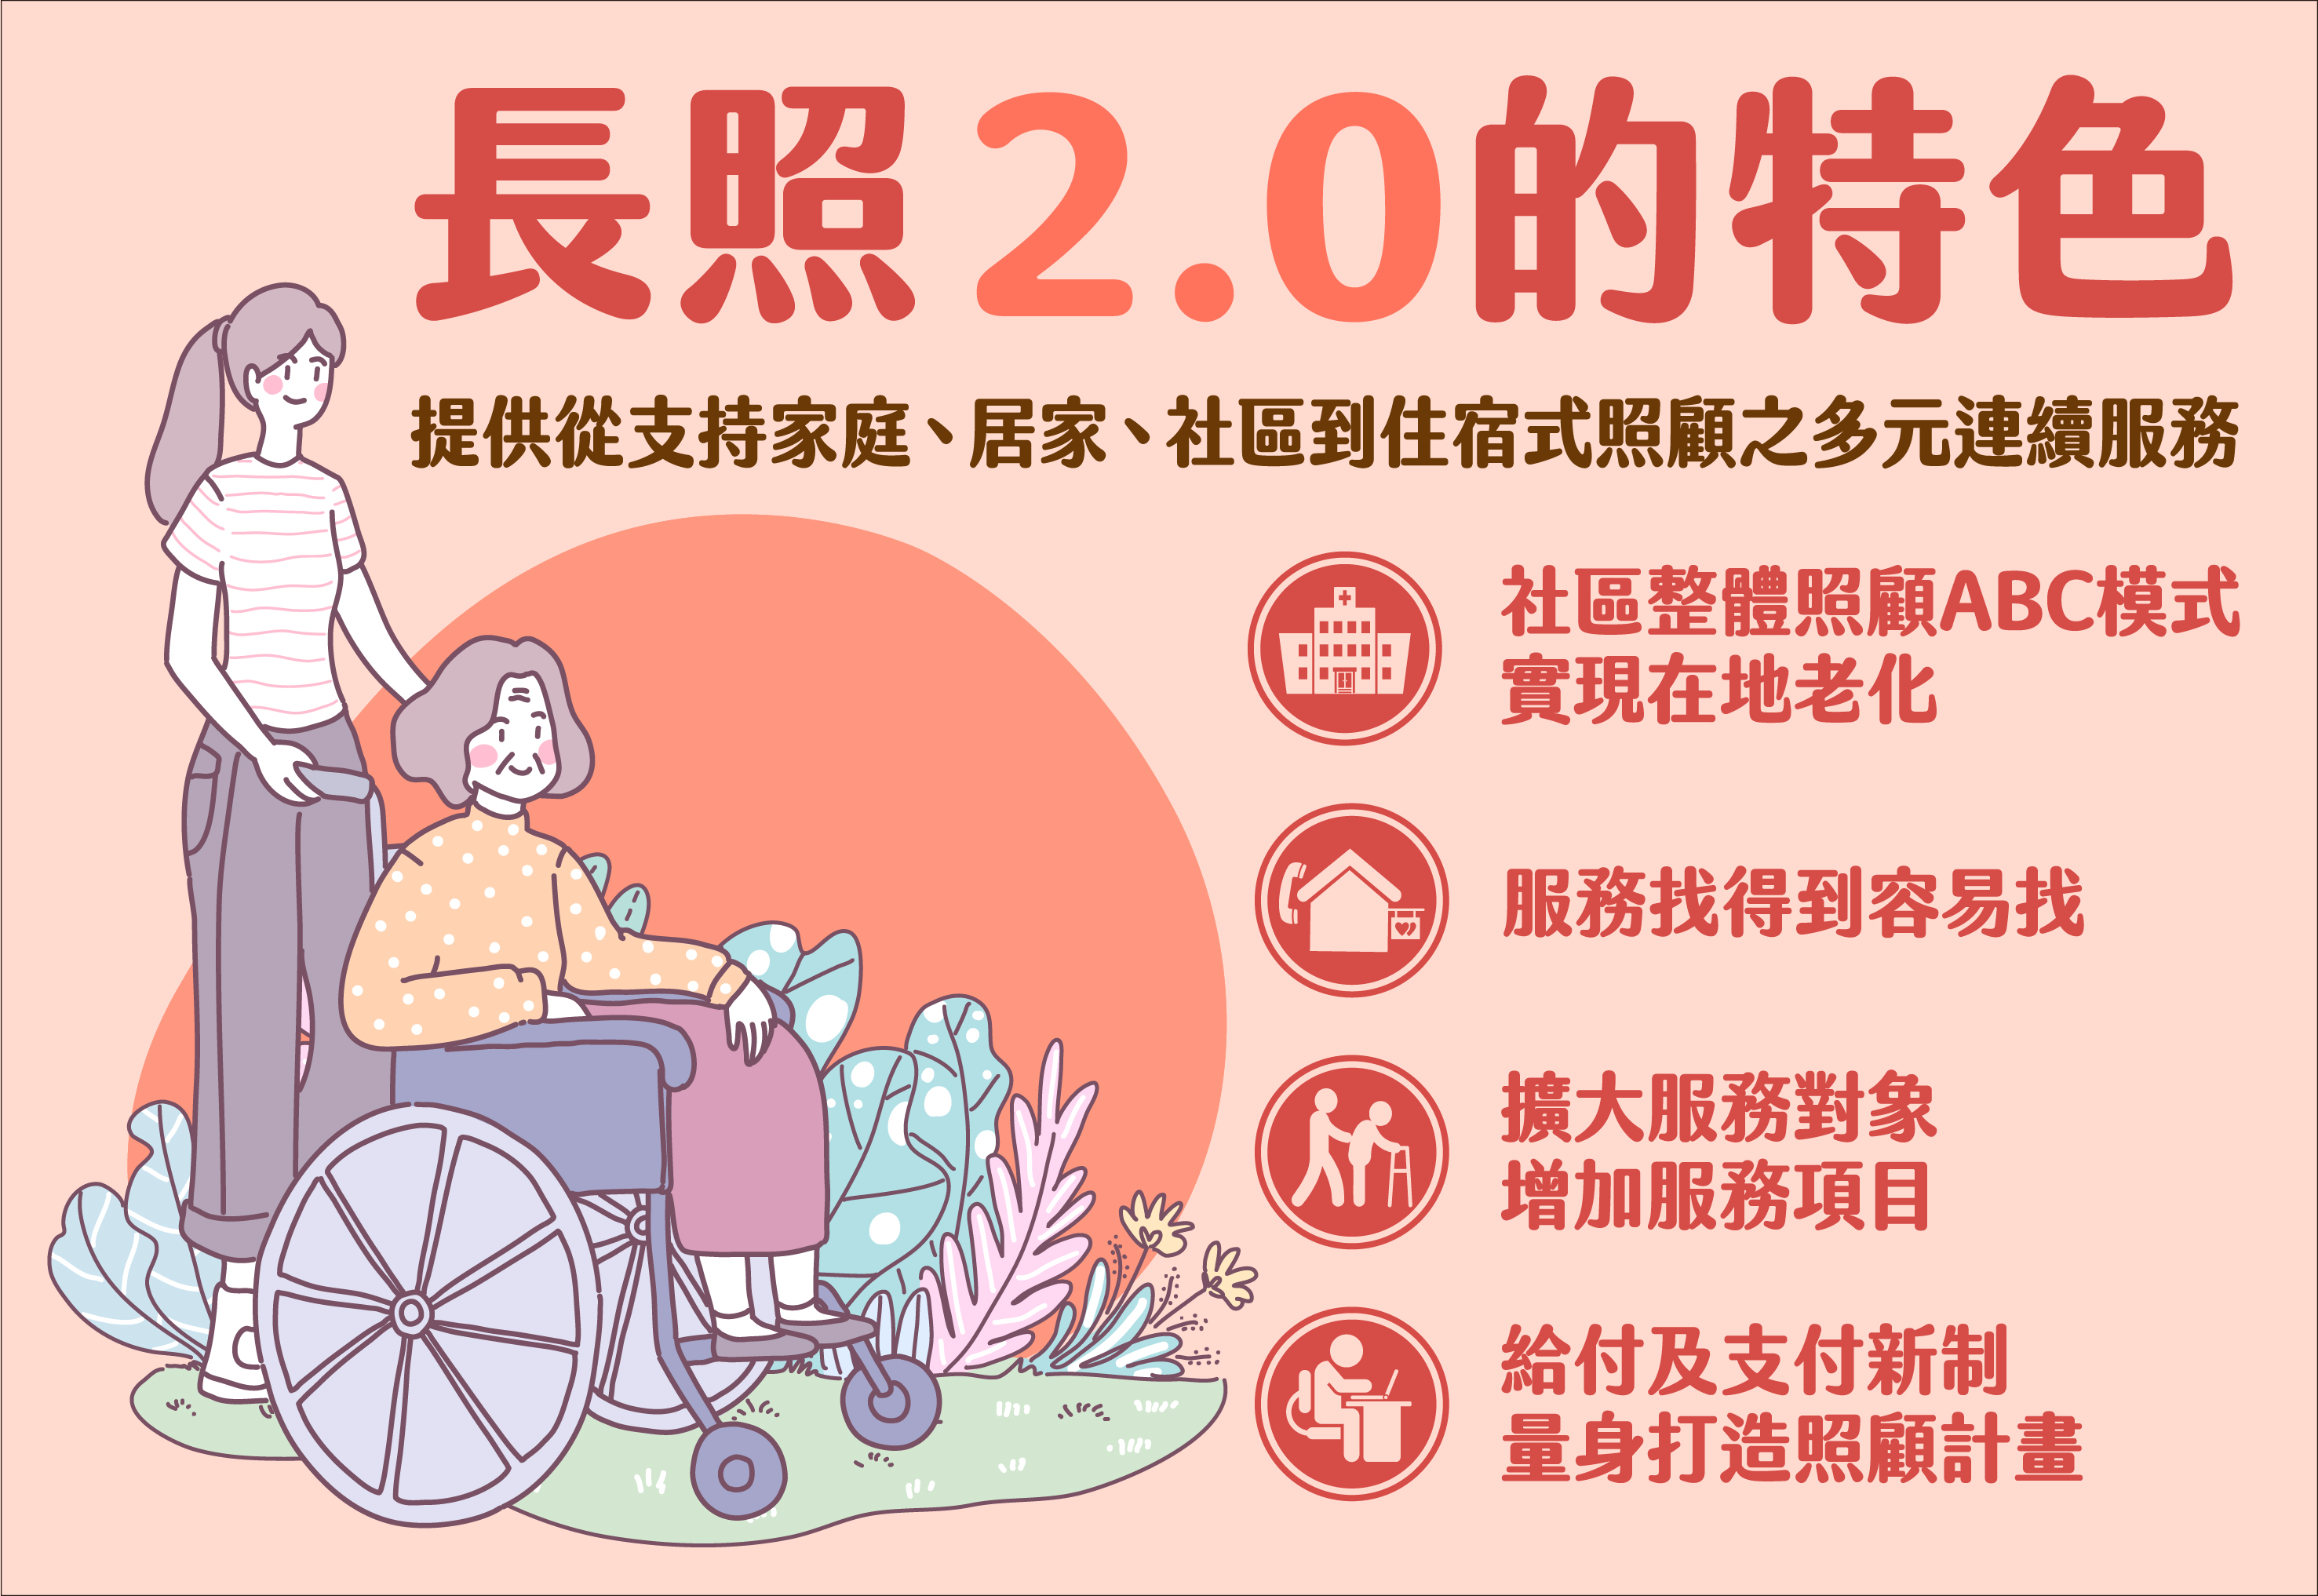 長照2.0的特色
提供從支持家庭、居家、社區到住宿式照顧之多元連續服務
社區整體照顧ABC模式
實現在地老化
服務找得到容易找
擴大服務對象
增加服務項目
給付及支付新制
量身打造照顧計畫